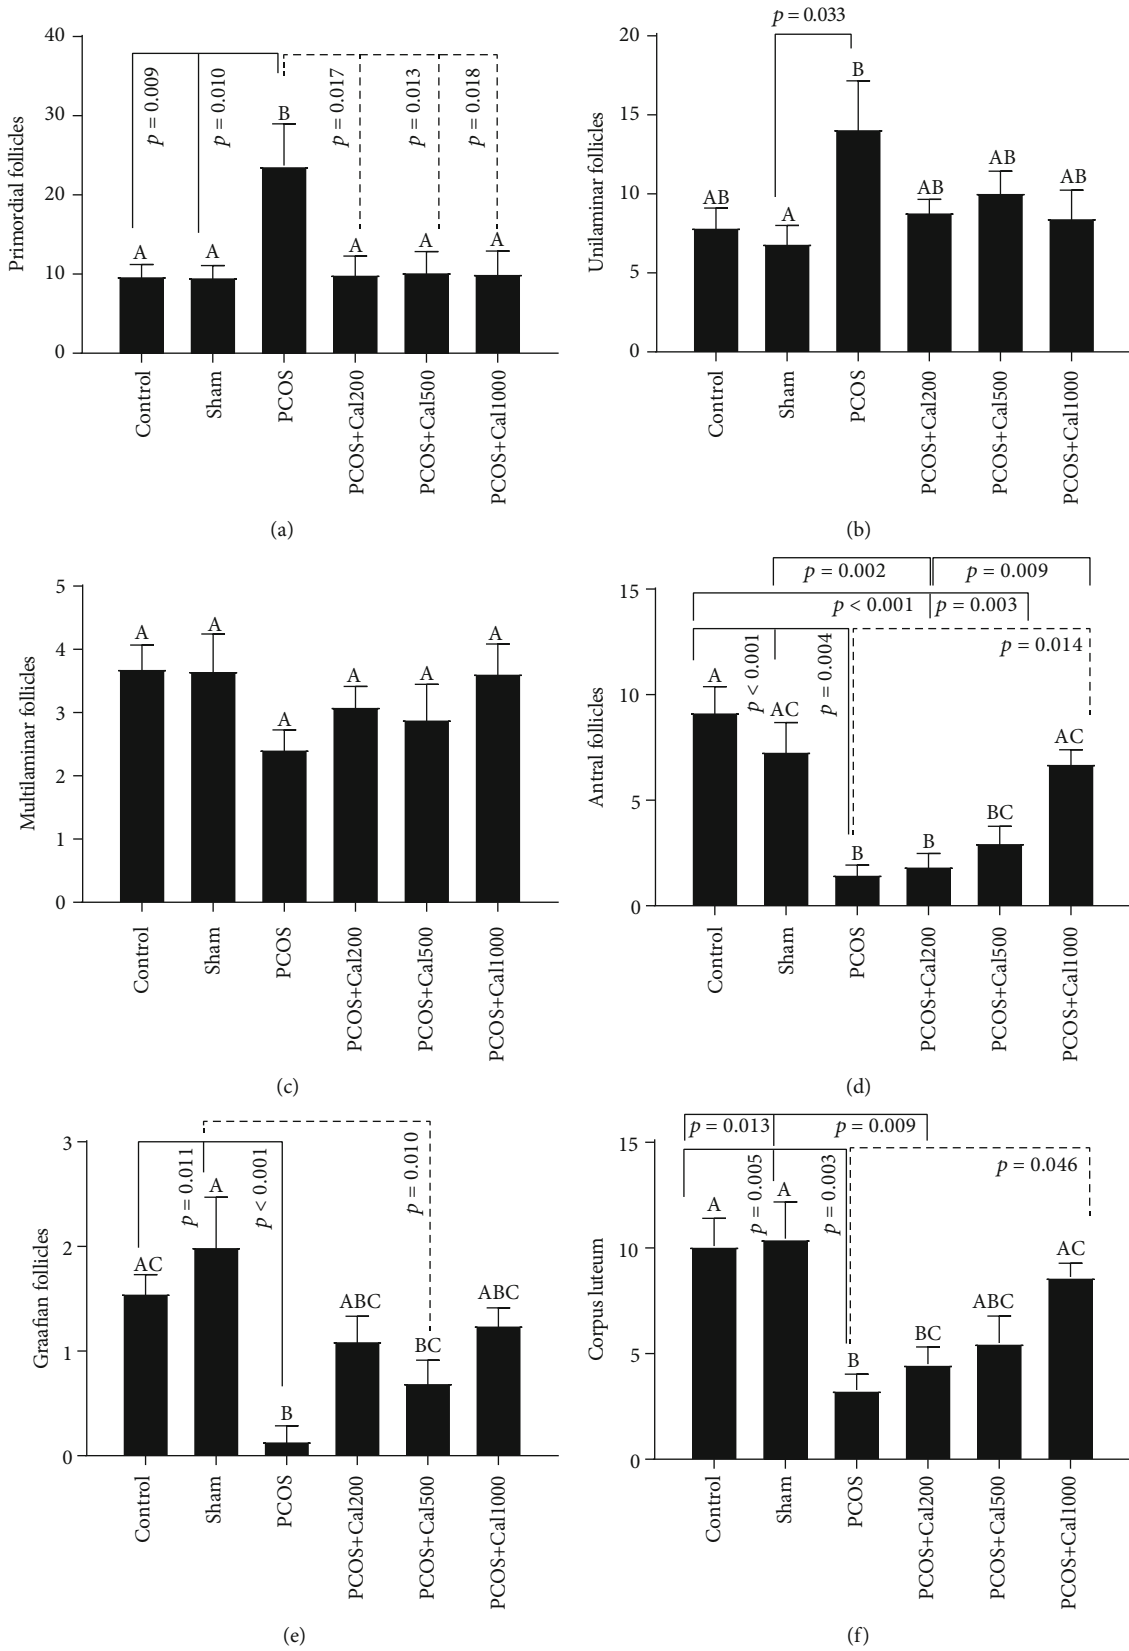 40
30
20
10
0
Primordial follicles
p = 0.009
p = 0.010
p = 0.017
p = 0.013
p = 0.018
A
A
B
A
A
A
Control
Sham
PCOS
PCOS+Cal200
PCOS+Cal500
PCOS+Cal1000
(a)
p = 0.033
20
15
10
5
0
Unilaminar follicles
AB
A
B
AB
AB
AB
Control
Sham
PCOS
PCOS+Cal200
PCOS+Cal500
PCOS+Cal1000
(b)
5
4
3
2
1
0
Multilaminar follicles
A
A
A
A
A
A
Control
Sham
PCOS
PCOS+Cal200
PCOS+Cal500
PCOS+Cal1000
(c)
p = 0.002
p = 0.009
p < 0.001
p = 0.003
p < 0.001
p = 0.004
p = 0.014
15
10
5
0
Antral follicles
A
AC
B
B
BC
AC
Control
Sham
PCOS
PCOS+Cal200
PCOS+Cal500
PCOS+Cal1000
(d)
3
2
1
0
Graafian follicles
p = 0.011
p < 0.001
p = 0.010
AC
A
B
ABC
BC
ABC
Control
Sham
PCOS
PCOS+Cal200
PCOS+Cal500
PCOS+Cal1000
(e)
p = 0.013
p = 0.009
p = 0.005
p = 0.003
p = 0.046
15
10
5
0
Corpus luteum
A
A
B
BC
ABC
AC
Control
Sham
PCOS
PCOS+Cal200
PCOS+Cal500
PCOS+Cal1000
(f)